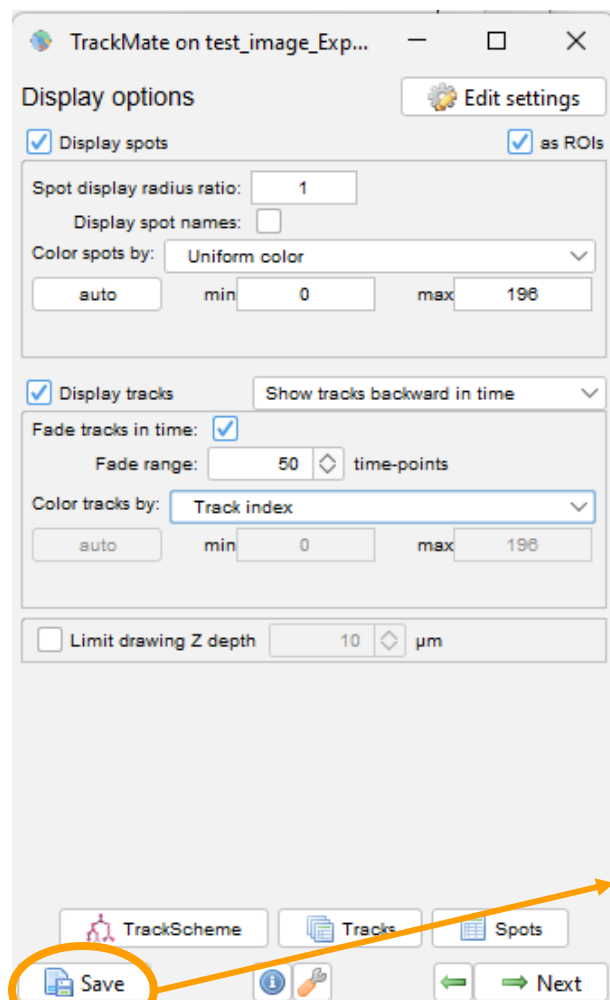 TrackMate on test_image_Exp...
Display options Edit settings
Display spots as ROIs
Spot display radius ratio: 1
Display spot names:
Color spots by: Uniform color
auto min 0 max 196
Display tracks Show tracks backward in time
Fade tracks in time:
Fade range: 50 time-points
Color tracks by: Track index
auto min 0 max 196
Limit drawing Z depth 10 µm
TrackScheme Tracks Spots
Save Next